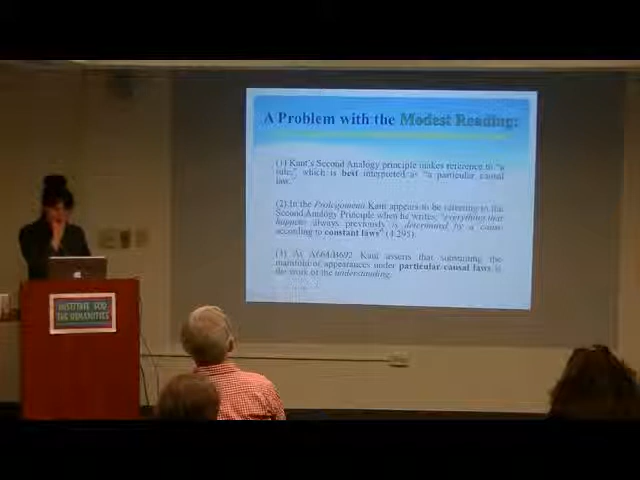 A Problem with the Modest Reading:
(1) Kant's Second Analogy principle makes reference to "a
rule," which is best interpreted as "a particular causal
law.
(2) In the Prolegomena Kant appears to be referring to the
Second Analogy Principle when he writes, "everything that
happens always previously is determined by a cause
according to constant laws" (4:295).
(3) At A664/B692 Kant asserts that subsuming the
manifold of appearances under particular causal laws is
the work of the understanding.
INSTITUTE FOR
THE HUMANITIES